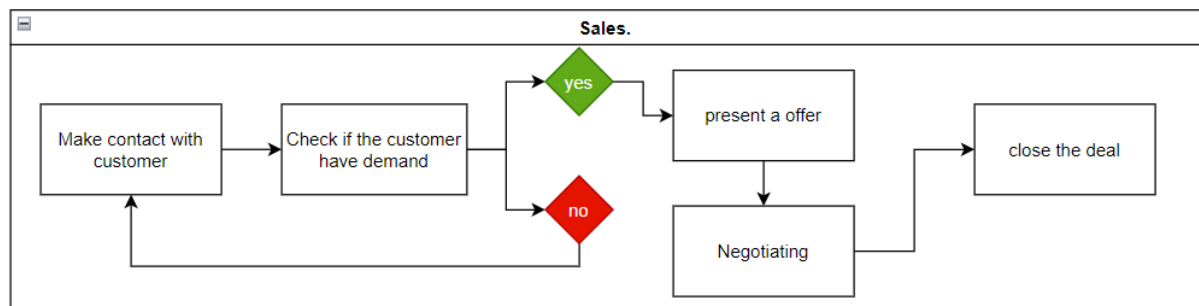 Sales.
Make contact with
customer
Check if the customer
have demand
yes
no
present a offer
Negotiating
close the deal